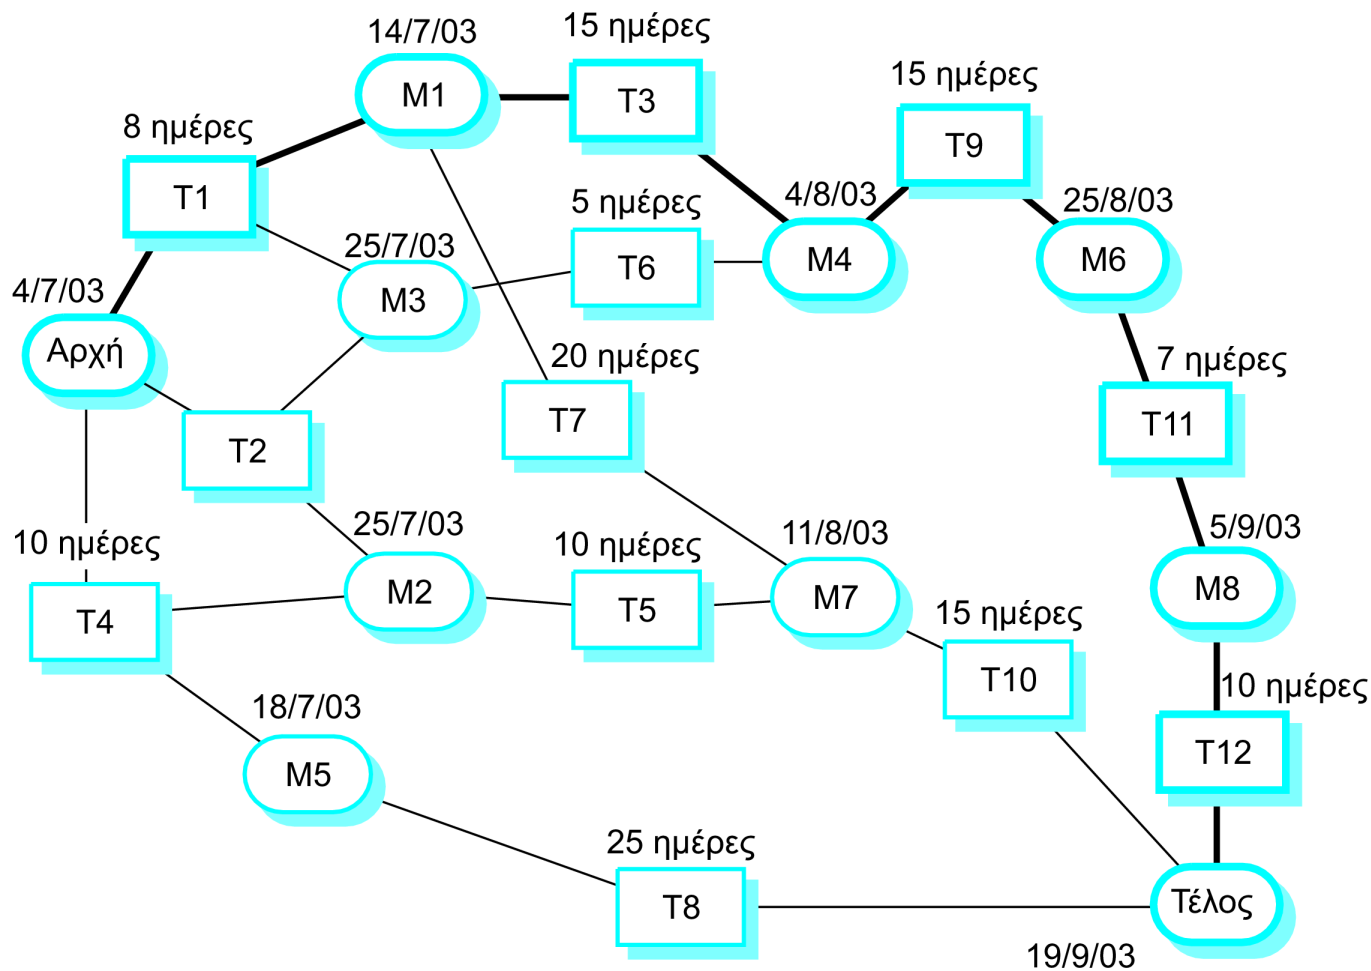 14/7/03
15 ημέρες
M1
T3
15 ημέρες
8 ημέρες
T9
T1
5 ημέρες
4/8/03
25/8/03
25/7/03
T6
M4
M6
4/7/03
M3
Αρχή
20 ημέρες
7 ημέρες
T7
T11
T2
25/7/03
10 ημέρες
10 ημέρες
11/8/03
5/9/03
M2
T5
M7
M8
T4
15 ημέρες
T10
10 ημέρες
18/7/03
T12
M5
25 ημέρες
T8
Τέλος
19/9/03